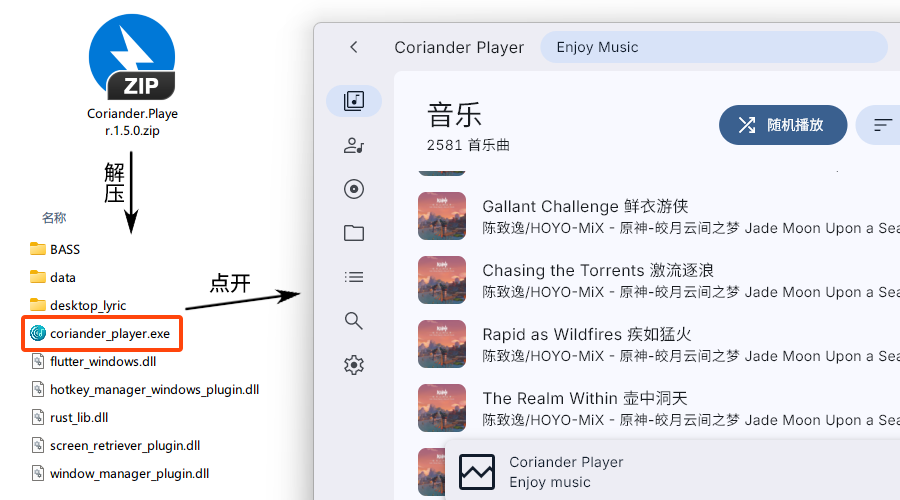 ZIP
Coriander.Playe
r.1.5.0.zip
解压
名称
BASS
data
desktop_lyric
coriander_player.exe
flutter_windows.dll
hotkey_manager_windows_plugin.dll
rust_lib.dll
screen_retriever_plugin.dll
window_manager_plugin.dll
点开
Coriander Player
Enjoy Music
音乐
2581 首乐曲
随机播放
Gallant Challenge 鲜衣游侠
陈致逸/HOYO-MiX - 原神-皎月云间之梦 Jade Moon Upon a Sea
Chasing the Torrents 激流逐浪
陈致逸/HOYO-MiX - 原神-皎月云间之梦 Jade Moon Upon a Sea
Rapid as Wildfires 疾如猛火
陈致逸/HOYO-MiX - 原神-皎月云间之梦 Jade Moon Upon a Sea
The Realm Within 壶中洞天
陈致逸/HOYO-MiX - 原神-皎月云间之梦 Jade Moon Upon a Sea
Coriander Player
Enjoy music